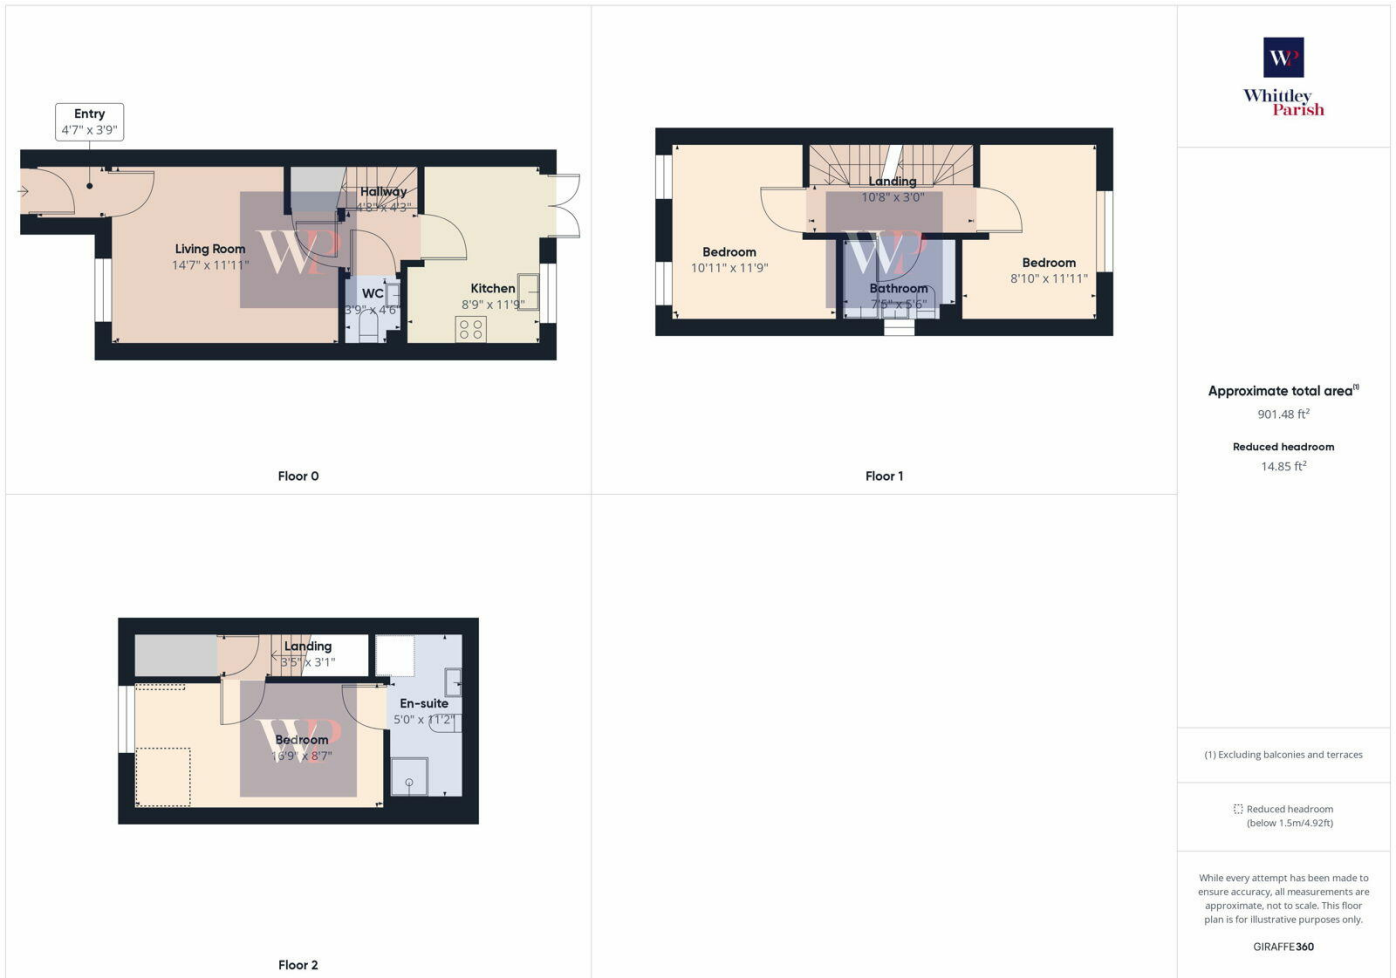 Entry
4'7" x 3'9"
Living Room
14'7" x 11'11"
Hallway
4'8" x 4'3"
WC
3'9" x 4'6"
Kitchen
8'9" x 11'9"
WP
Floor 0
Bedroom
10'11" x 11'9"
Landing
10'8" x 3'0"
Bathroom
7'5" x 5'6"
Bedroom
8'10" x 11'11"
WP
Floor 1
Landing
3'5" x 3'1"
Bedroom
16'9" x 8'7"
En-suite
5'0" x 11'2"
WP
Floor 2
WP
Whittley
Parish
Approximate total area(1)
901.48 ft²
Reduced headroom
14.85 ft²
(1) Excluding balconies and terraces
Reduced headroom
(below 1.5m/4.92ft)
While every attempt has been made to
ensure accuracy, all measurements are
approximate, not to scale. This floor
plan is for illustrative purposes only.
GIRAFFE360